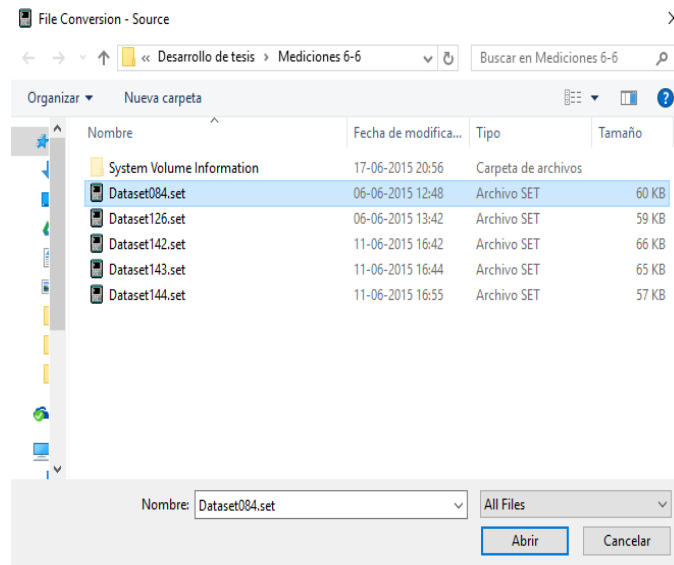 File Conversion - Source
« Desarrollo de tesis › Mediciones 6-6
Buscar en Mediciones 6-6
Organizar Nueva carpeta
Nombre Fecha de modifica... Tipo Tamaño
System Volume Information 17-06-2015 20:56 Carpeta de archivos
Dataset084.set 06-06-2015 12:48 Archivo SET 60 KB
Dataset126.set 06-06-2015 13:42 Archivo SET 59 KB
Dataset142.set 11-06-2015 16:42 Archivo SET 66 KB
Dataset143.set 11-06-2015 16:44 Archivo SET 65 KB
Dataset144.set 11-06-2015 16:55 Archivo SET 57 KB
Nombre: Dataset084.set All Files
Abrir Cancelar